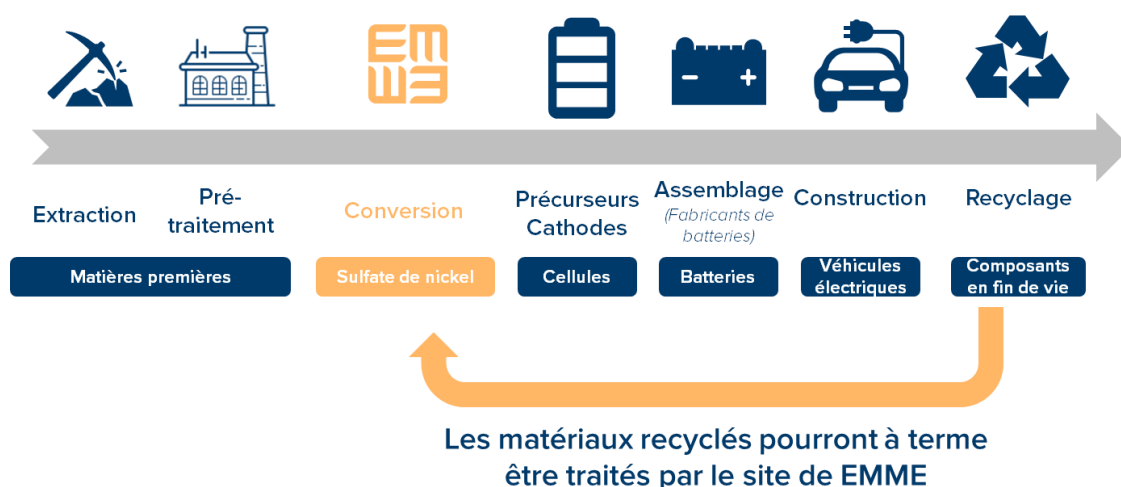 EM
ME
Extraction
Pré-
traitement
Conversion
Précurseurs
Cathodes
Assemblage
(Fabricants de
batteries)
Construction
Recyclage
Matières premières
Sulfate de nickel
Cellules
Batteries
Véhicules
électriques
Composants
en fin de vie
Les matériaux recyclés pourront à terme
être traités par le site de EMME